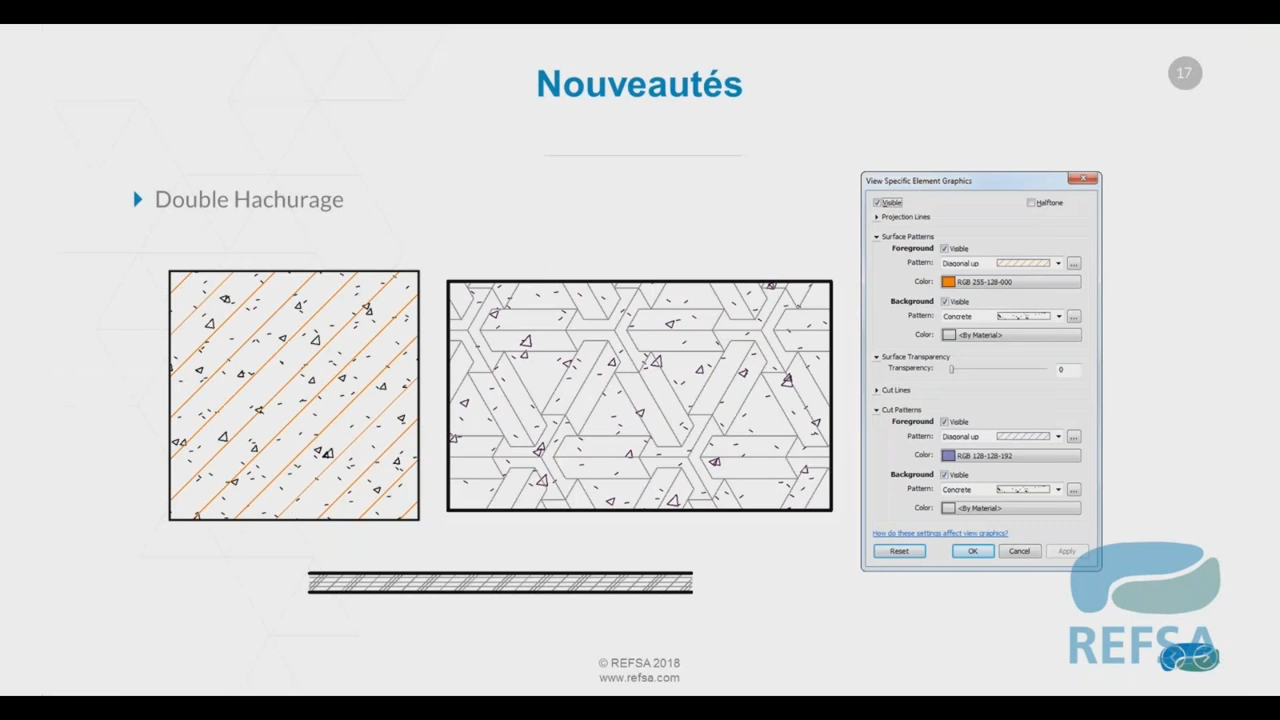 Nouveautés
17
Double Hachurage
View Specific Element Graphics
Visible
Halftone
Projection Lines
Surface Patterns
Foreground Visible
Pattern: Diagonal up ...
Color: RGB 255-128-000
Background Visible
Pattern: Concrete ...
Color: <By Material>
Surface Transparency
Transparency: 0
Cut Lines
Cut Patterns
Foreground Visible
Pattern: Diagonal up ...
Color: RGB 128-128-192
Background Visible
Pattern: Concrete ...
Color: <By Material>
How do these settings affect view graphics?
Reset OK Cancel Apply
REFSA
© REFSA 2018
www.refsa.com